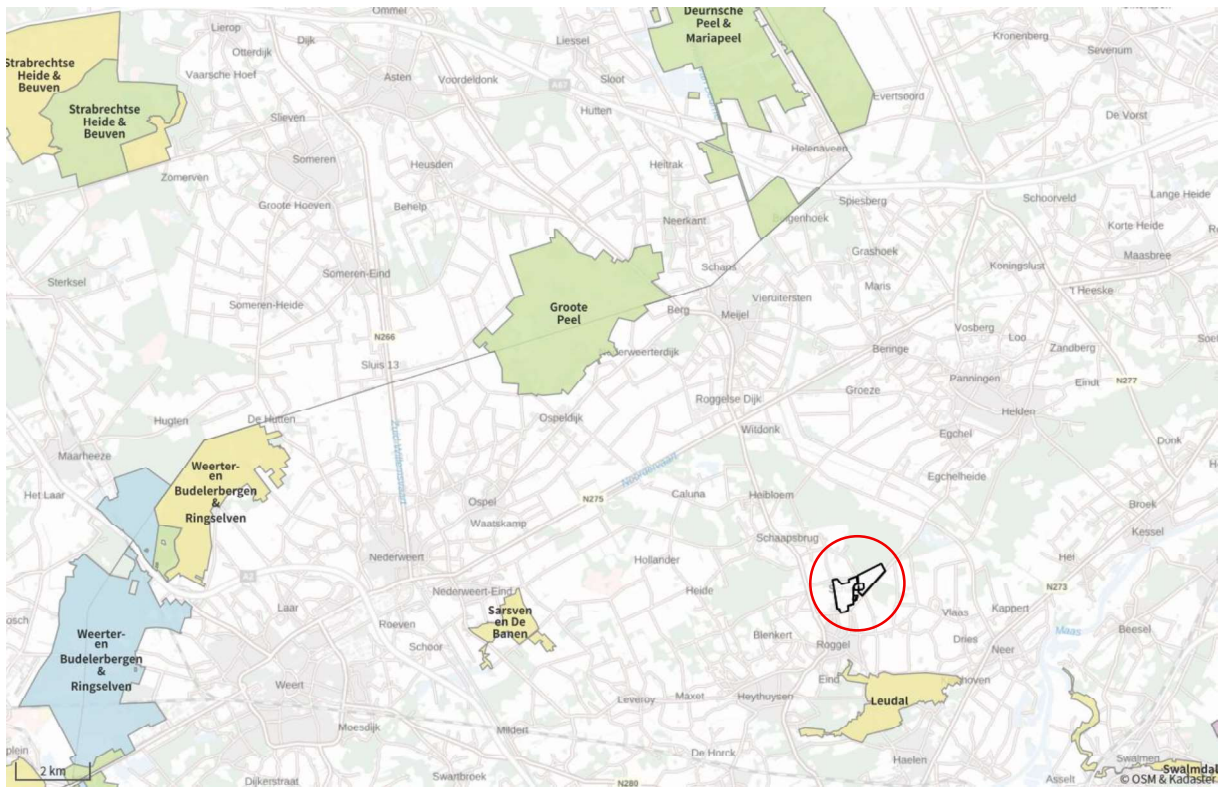 Ommel
Deurnsche
Peel &
Mariapeel
Lierop
Dijk
Otterdijk
Liessel
Kronenberg
Sevenum
Strabrechtse
Heide &
Beuven
Vaarsche Hoef
Asten
Voordeldonk
Sloot
A67
Evertsoord
Strabrechtse
Heide &
Beuven
Slieven
Hutten
De Vorst
Helenaveen
Someren
Heusden
Heitrak
Zomerven
Schoorveld
Lange Heide
Groote Hoeven
Behelp
Neerkant
Spiesberg
Korte Heide
Grashoek
Maasbree
Someren-Eind
Schans
Koningslust
Sterksel
Maris
't Heeske
Someren-Heide
Groote
Peel
Berg
Meijel
Vieruitersten
Vosberg
Loo
N266
Beringe
Zandberg
Sluis 13
Panningen
Eindt
N277
Groeze
Roggelse Dijk
Helden
Hugten
De Hutten
Ospeldijk
Witdonk
Egchel
Maarheeze
Weerter-
en
Budelerbergen
&
Ringselven
Noordervaart
Egchelheide
Het Laar
Ospel
N275
Caluna
Heibloem
Broek
Waatskamp
Kessel
Schaapsbrug
Nederweert
Hollander
A2
Nederweert-Eind
Heide
N273
Laar
Sarsven
en De
Banen
Vlaas
Kappert
Weerter-
en
Budelerbergen
&
Ringselven
Roeven
Blenkert
Dries
Maas
Beesel
Schoor
Roggel
Neer
Weert
Eind
Leveroy
Maxet
Heythuysen
Leudal
Moesdijk
Mildert
De Horck
Haelen
Swalmen
2 km
Dijkerstraat
Swartbroek
N280
Asselt
Swalmdal
© OSM & Kadaster